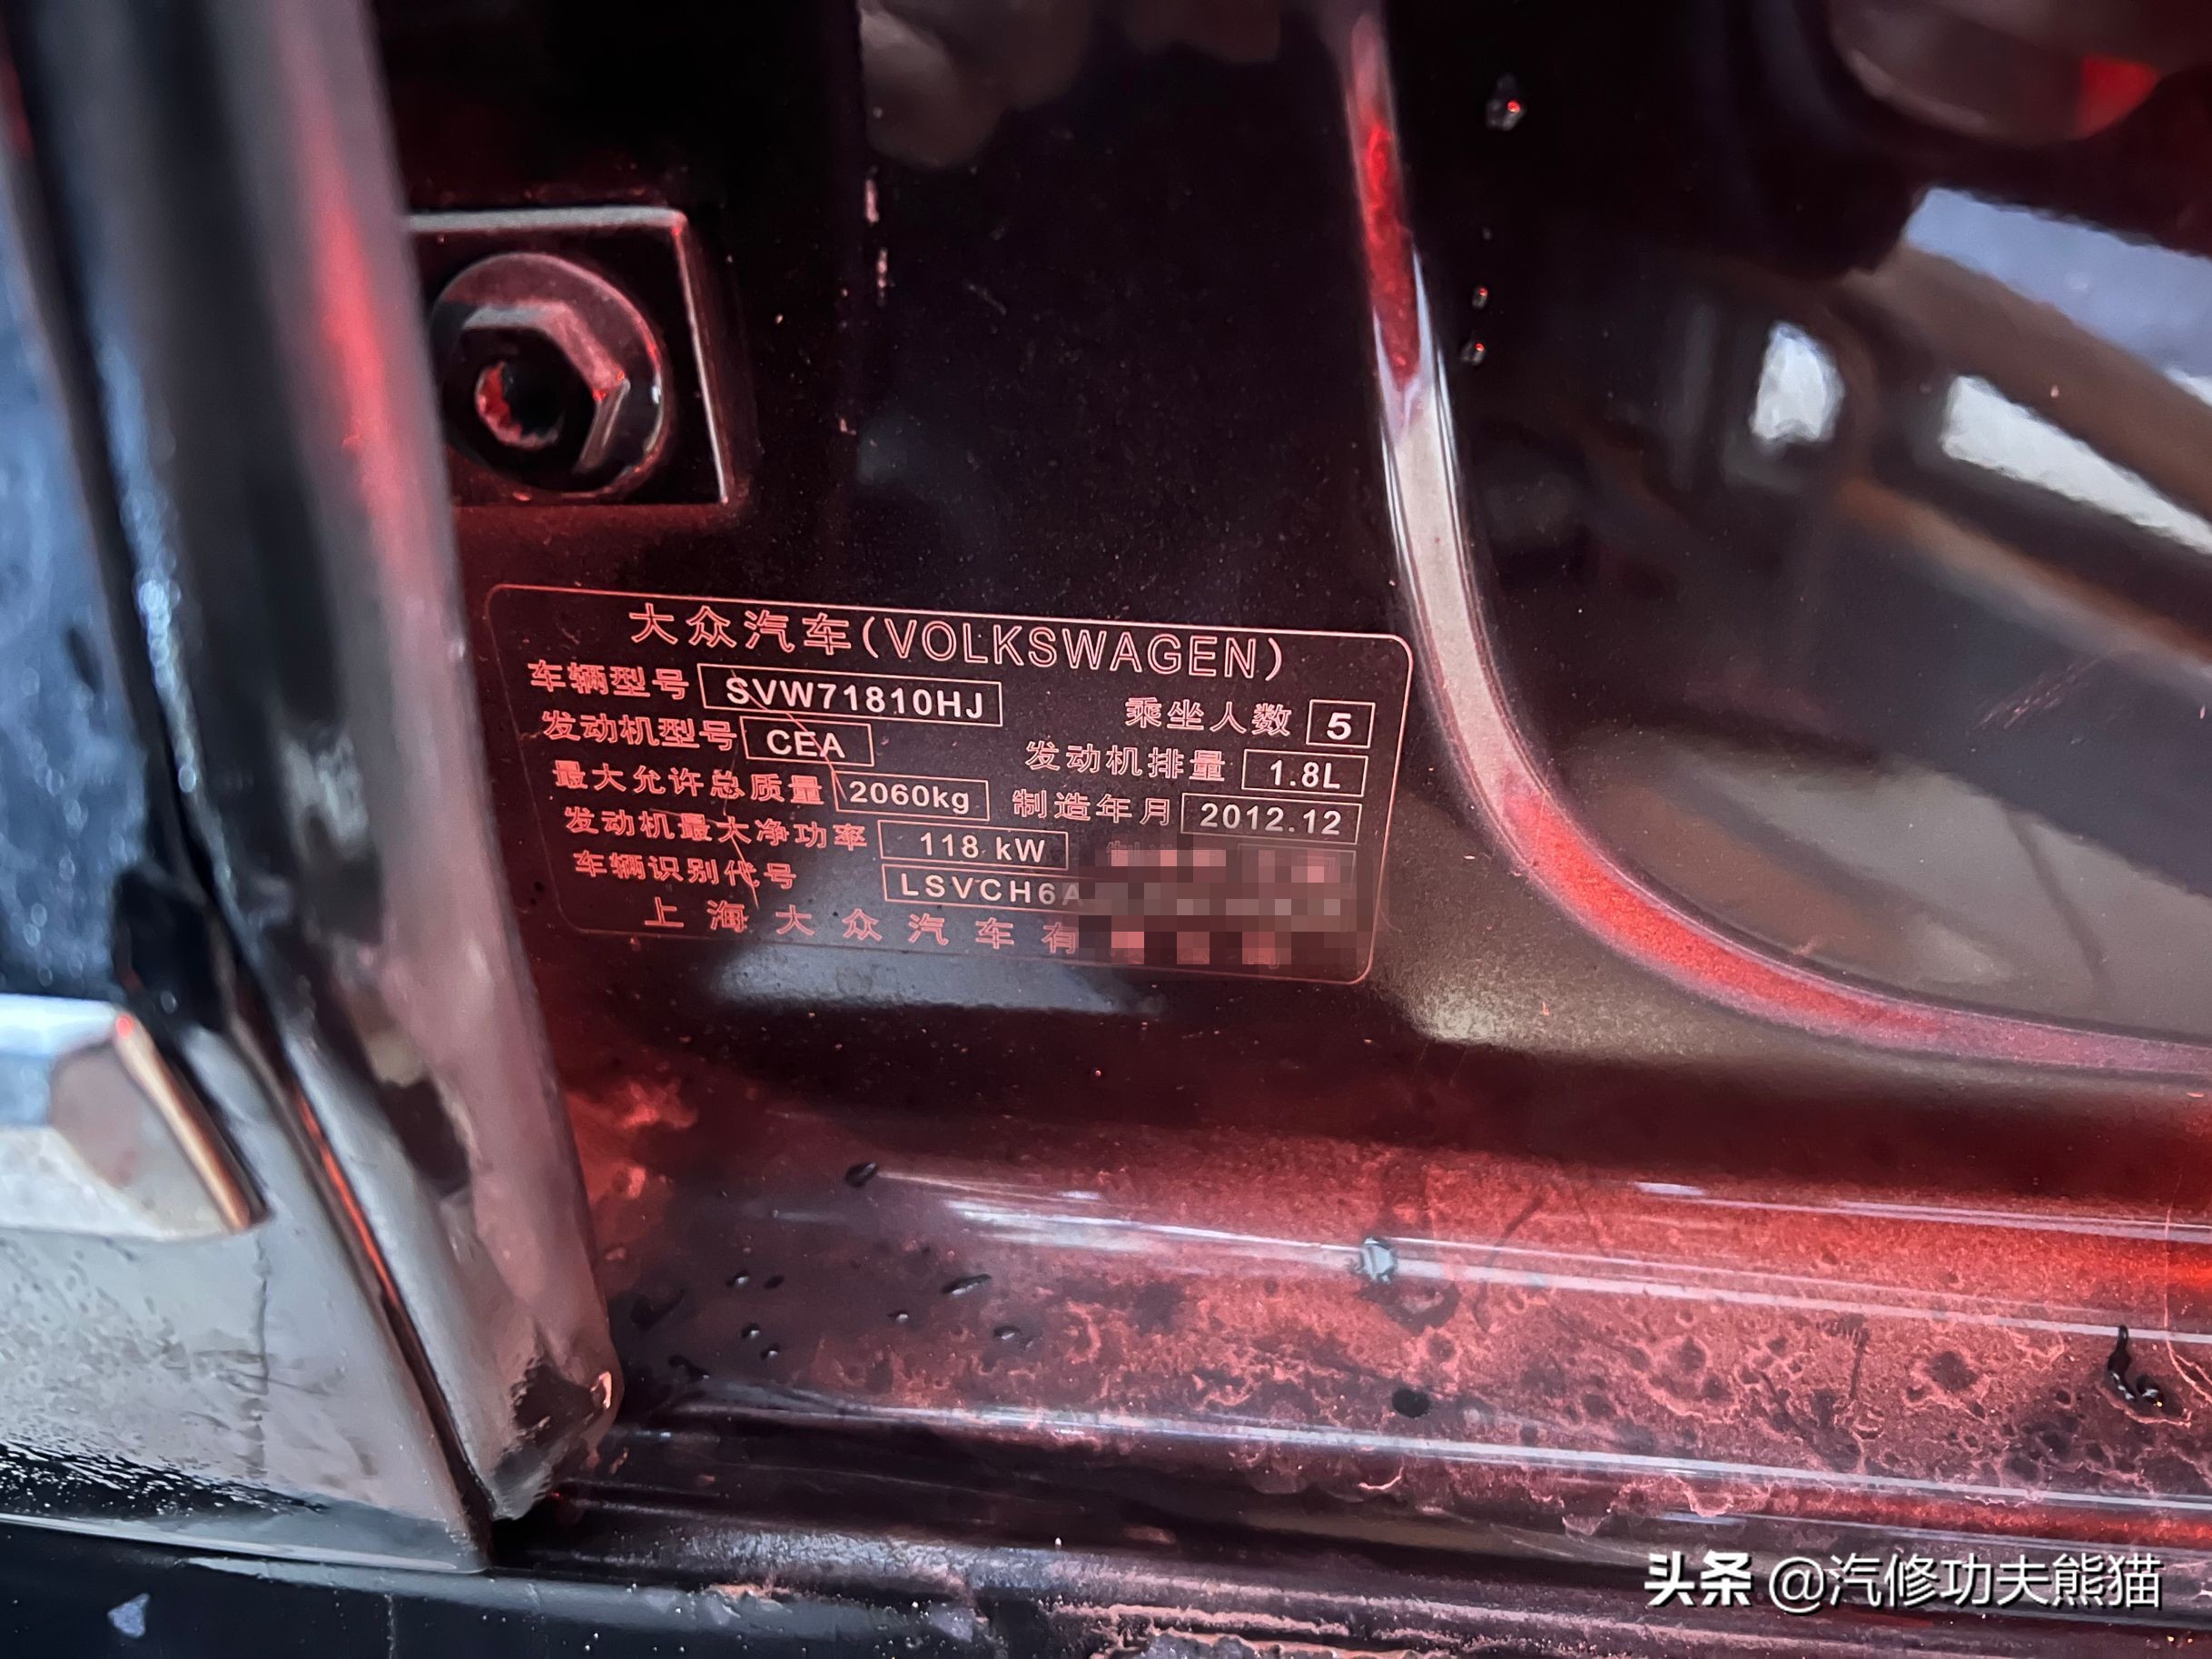 大众汽车(VOLKSWAGEN)
车辆型号 SVW71810HJ 乘坐人数 5
发动机型号 CEA 发动机排量 1.8L
最大允许总质量 2060kg 制造年月 2012.12
发动机最大净功率 118 kW
车辆识别代号 LSVCH6A
上海大众汽车有
头条 @汽修功夫熊猫